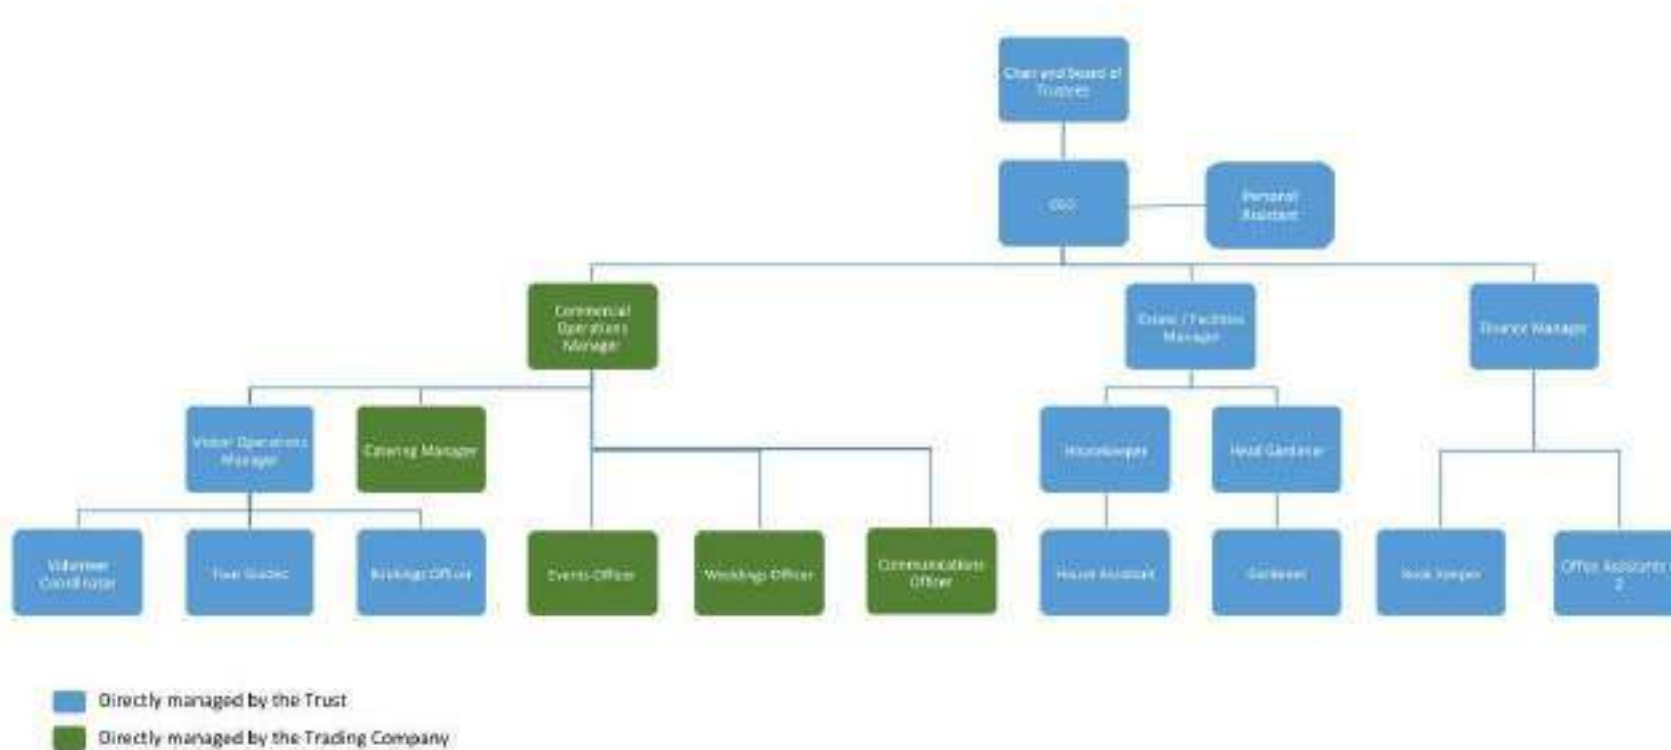 Chair and Board of
Trustees
CEO
Personal
Assistant
Commercial
Operations
Manager
Estate / Facilities
Manager
Finance Manager
Visitor Operations
Manager
Catering Manager
Housekeeper
Head Gardener
Volunteer
Coordinator
Tour Guides
Bookings Officer
Events Officer
Weddings Officer
Communications
Officer
House Assistant
Gardener
Book Keeper
Office Assistants
2
Directly managed by the Trust
Directly managed by the Trading Company